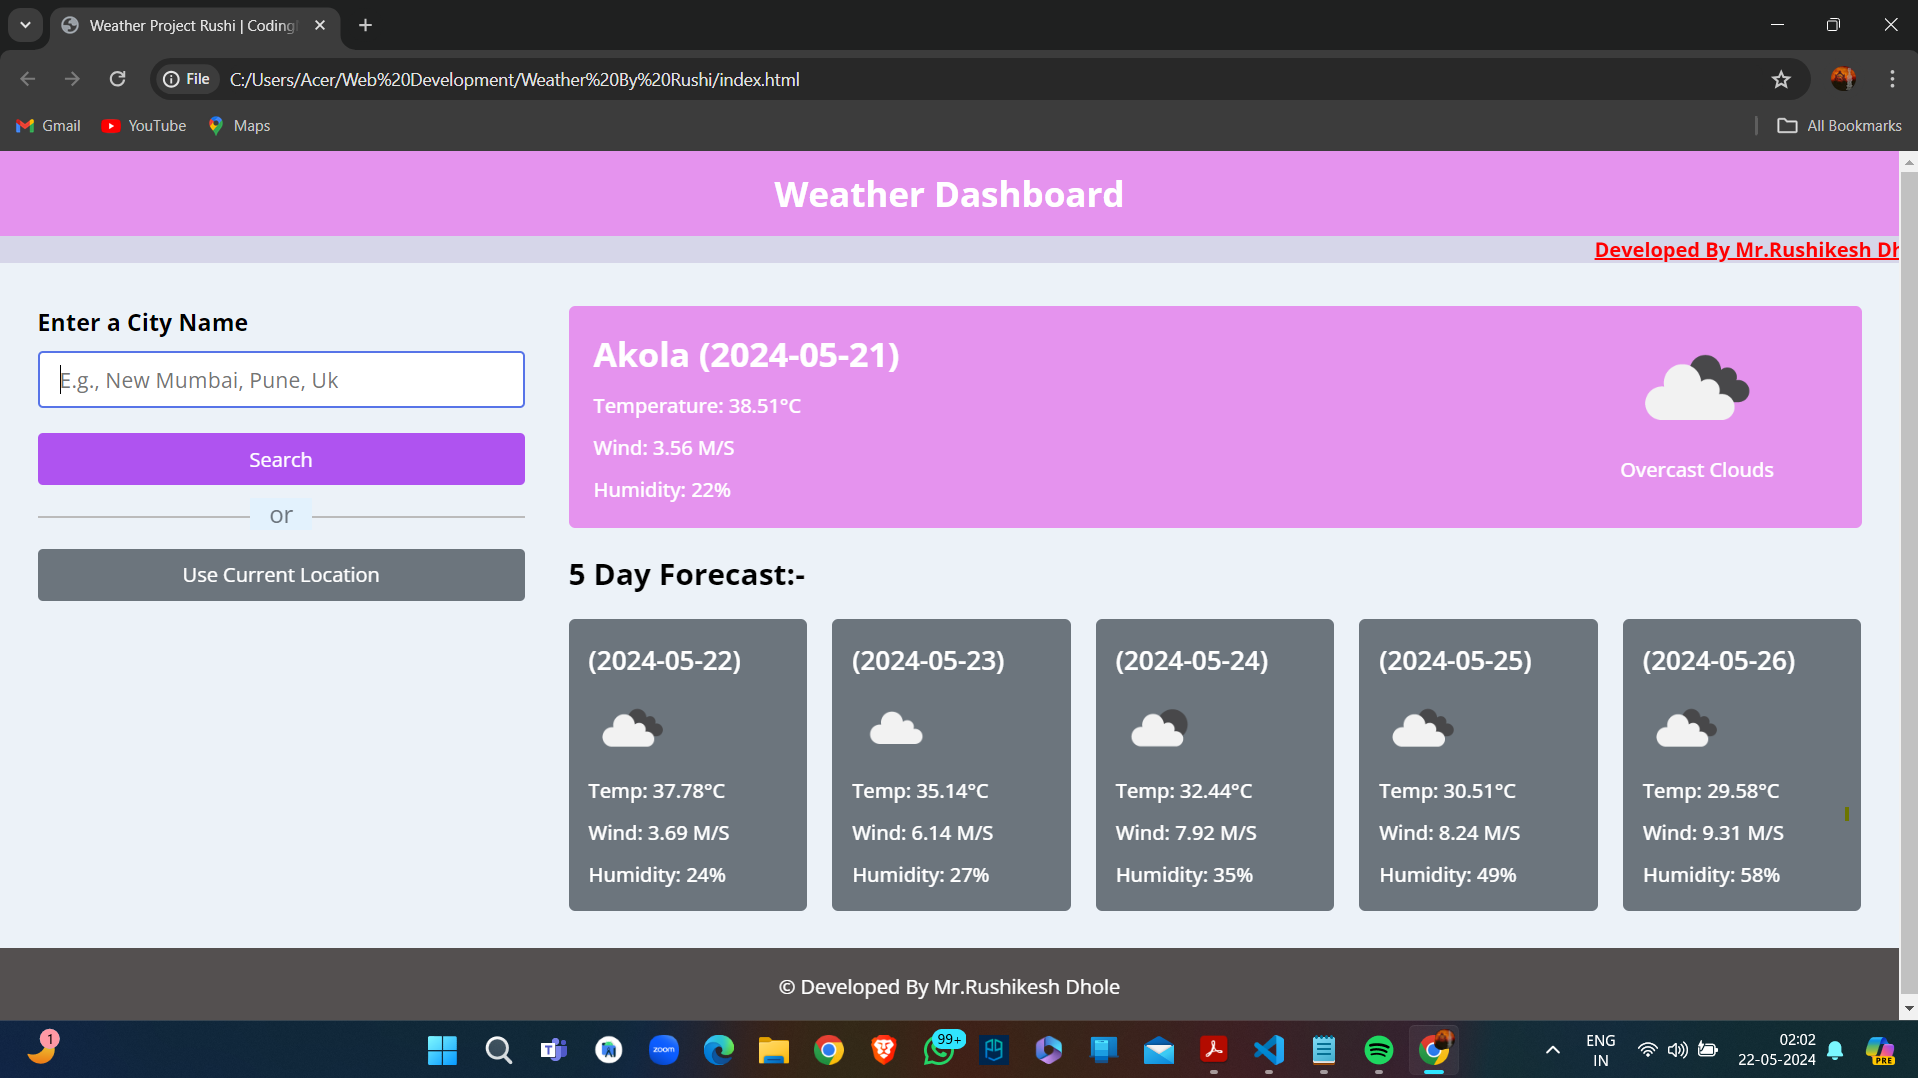 Weather Project Rushi | Coding
File
C:/Users/Acer/Web%20Development/Weather%20By%20Rushi/index.html
Gmail
YouTube
Maps
All Bookmarks
Weather Dashboard
Developed By Mr.Rushikesh Dh
Enter a City Name
E.g., New Mumbai, Pune, Uk
Search
or
Use Current Location
Akola (2024-05-21)
Temperature: 38.51°C
Wind: 3.56 M/S
Humidity: 22%
Overcast Clouds
5 Day Forecast:-
(2024-05-22)
Temp: 37.78°C
Wind: 3.69 M/S
Humidity: 24%
(2024-05-23)
Temp: 35.14°C
Wind: 6.14 M/S
Humidity: 27%
(2024-05-24)
Temp: 32.44°C
Wind: 7.92 M/S
Humidity: 35%
(2024-05-25)
Temp: 30.51°C
Wind: 8.24 M/S
Humidity: 49%
(2024-05-26)
Temp: 29.58°C
Wind: 9.31 M/S
Humidity: 58%
© Developed By Mr.Rushikesh Dhole
1
zoom
99+
ENG
IN
02:02
22-05-2024
PRE